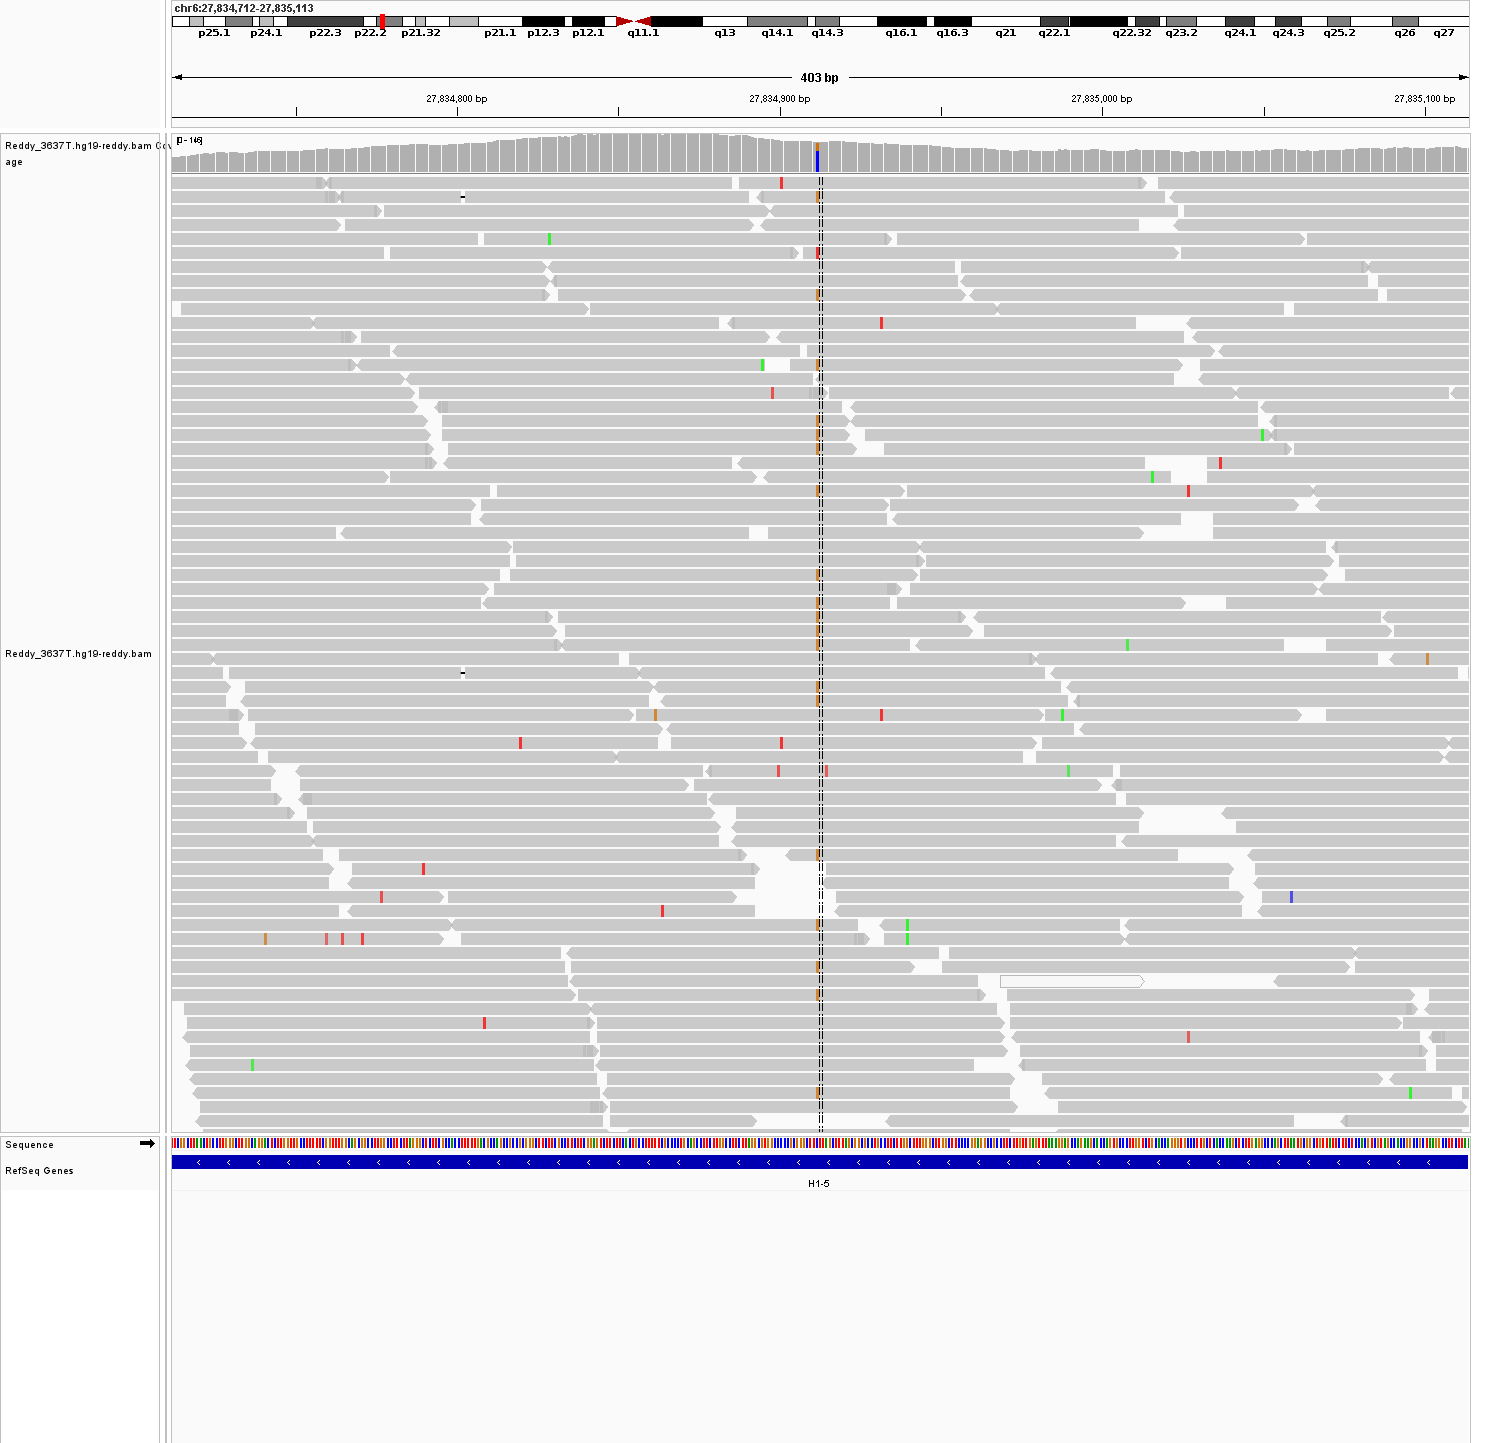 chr6:27,834,712-27,835,113
p25.1 p24.1 p22.3 p22.2 p21.32 p21.1 p12.3 p12.1 q11.1 q13 q14.1 q14.3 q16.1 q16.3 q21 q22.1 q22.32 q23.2 q24.1 q24.3 q25.2 q26 q27
403 bp
27,834,800 bp 27,834,900 bp 27,835,000 bp 27,835,100 bp
[0 - 146]
Reddy_3637T.hg19-reddy.bam Cov
age
Reddy_3637T.hg19-reddy.bam
Sequence
RefSeq Genes
H1-5